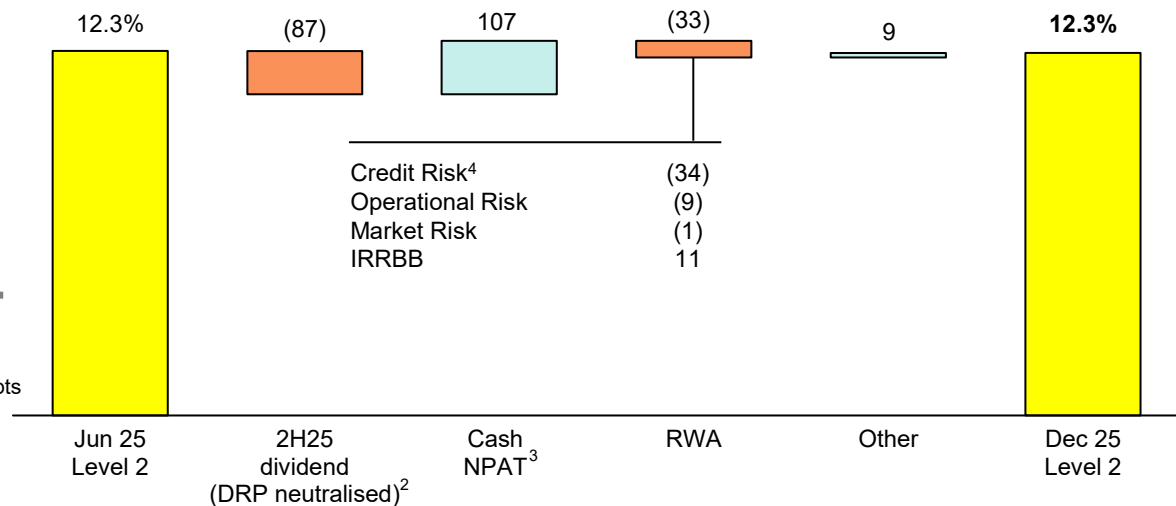 12.3% (87) 107 (33) 9 12.3%
Credit Risk4 (34)
Operational Risk (9)
Market Risk (1)
IRRBB 11
Jun 25 2H25 Cash RWA Other Dec 25
Level 2 dividend NPAT3 Level 2
(DRP neutralised)2